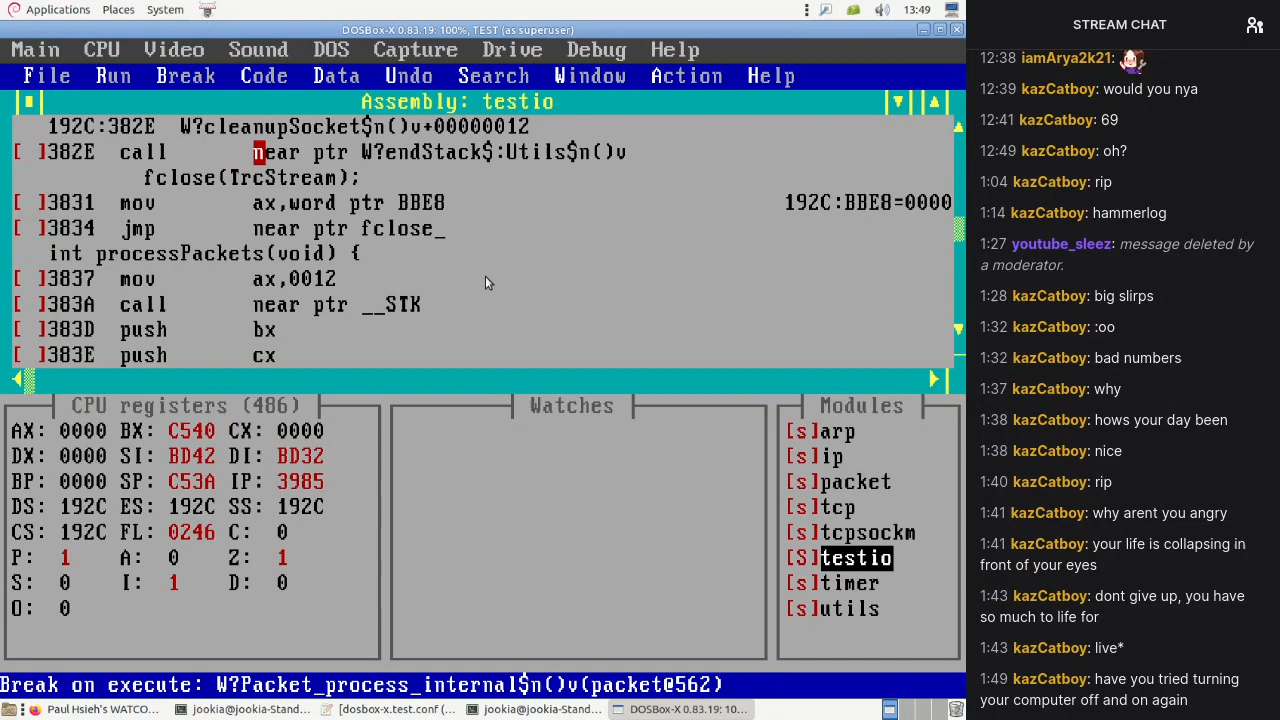 Applications Places System 13:49
DOSBox-X 0.83.19: 100%, TEST (as superuser)
Main CPU Video Sound DOS Capture Drive Debug Help
File Run Break Code Data Undo Search Window Action Help
Assembly: testio
192C:382E W?cleanupSocket$n()v+00000012
[ ]382E call near ptr W?endStack$:Utils$n()v
fclose(TrcStream);
[ ]3831 mov ax,word ptr BBE8 192C:BBE8=0000
[ ]3834 jmp near ptr fclose_
int processPackets(void) {
[ ]3837 mov ax,0012
[ ]383A call near ptr __STK
[ ]383D push bx
[ ]383E push cx
CPU registers (486)
AX: 0000 BX: C540 CX: 0000
DX: 0000 SI: BD42 DI: BD32
BP: 0000 SP: C53A IP: 3985
DS: 192C ES: 192C SS: 192C
CS: 192C FL: 0246 C: 0
P: 1 A: 0 Z: 1
S: 0 I: 1 D: 0
O: 0
Watches
Modules
[s]arp
[s]ip
[s]packet
[s]tcp
[s]tcpsockm
[S]testio
[s]timer
[s]utils
Break on execute: W?Packet_process_internal$n()v(packet@562)
Paul Hsieh's WATCO... jookia@jookia-Stand... [dosbox-x.test.conf (... jookia@jookia-Stand... DOSBox-X 0.83.19: 10...
STREAM CHAT
12:38 iamArya2k21:
12:39 kazCatboy: would you nya
12:41 kazCatboy: 69
12:49 kazCatboy: oh?
1:04 kazCatboy: rip
1:14 kazCatboy: hammerlog
1:27 youtube_sleez: message deleted by
a moderator.
1:28 kazCatboy: big slirps
1:32 kazCatboy: :oo
1:32 kazCatboy: bad numbers
1:37 kazCatboy: why
1:38 kazCatboy: hows your day been
1:38 kazCatboy: nice
1:40 kazCatboy: rip
1:41 kazCatboy: why arent you angry
1:41 kazCatboy: your life is collapsing in
front of your eyes
1:43 kazCatboy: dont give up, you have
so much to life for
1:43 kazCatboy: live*
1:49 kazCatboy: have you tried turning
your computer off and on again